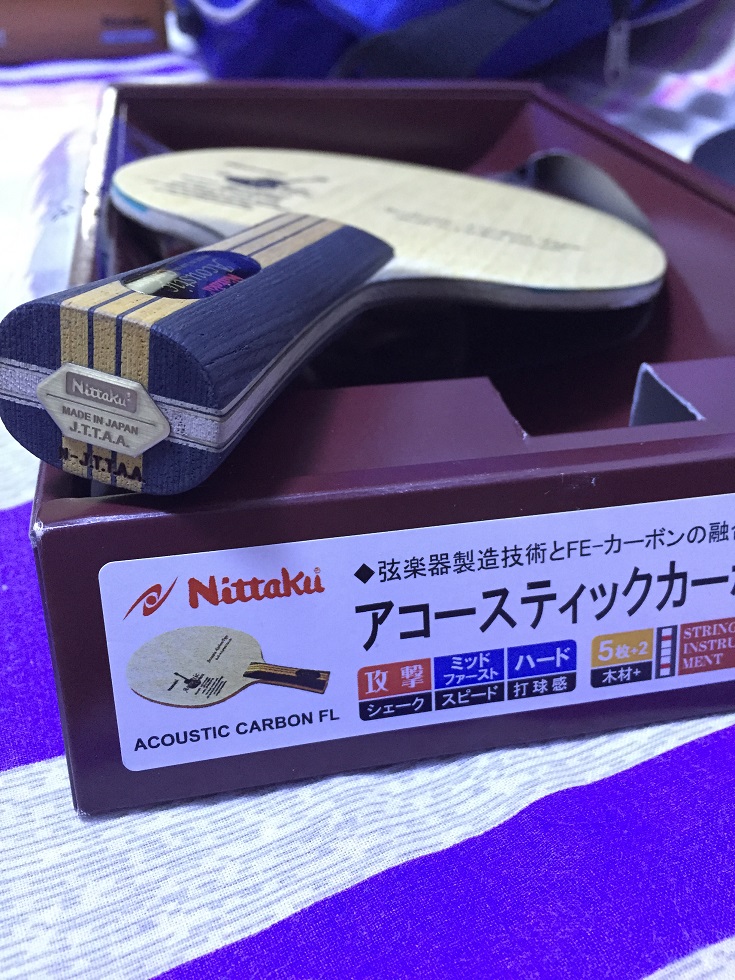 Acoustic
Nittaku
MADE IN JAPAN
J.T.T.A.A.
N-J.T.T.A.A
Nittaku
◆弦楽器製造技術とFE-カーボンの融
アコースティックカー
攻撃
シェーク
ミッド
ファースト
スピード
ハード
打球感
5枚+2
木材+
STRING
INSTRU
MENT
ACOUSTIC CARBON FL